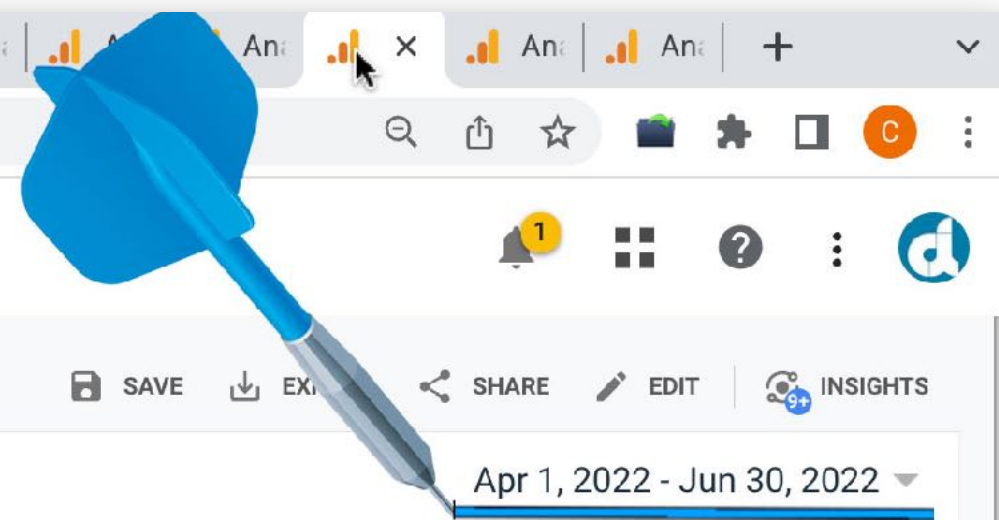 Ana
Ana
Ana
C
1
d
SAVE
SHARE
EDIT
9+
INSIGHTS
Apr 1, 2022 - Jun 30, 2022